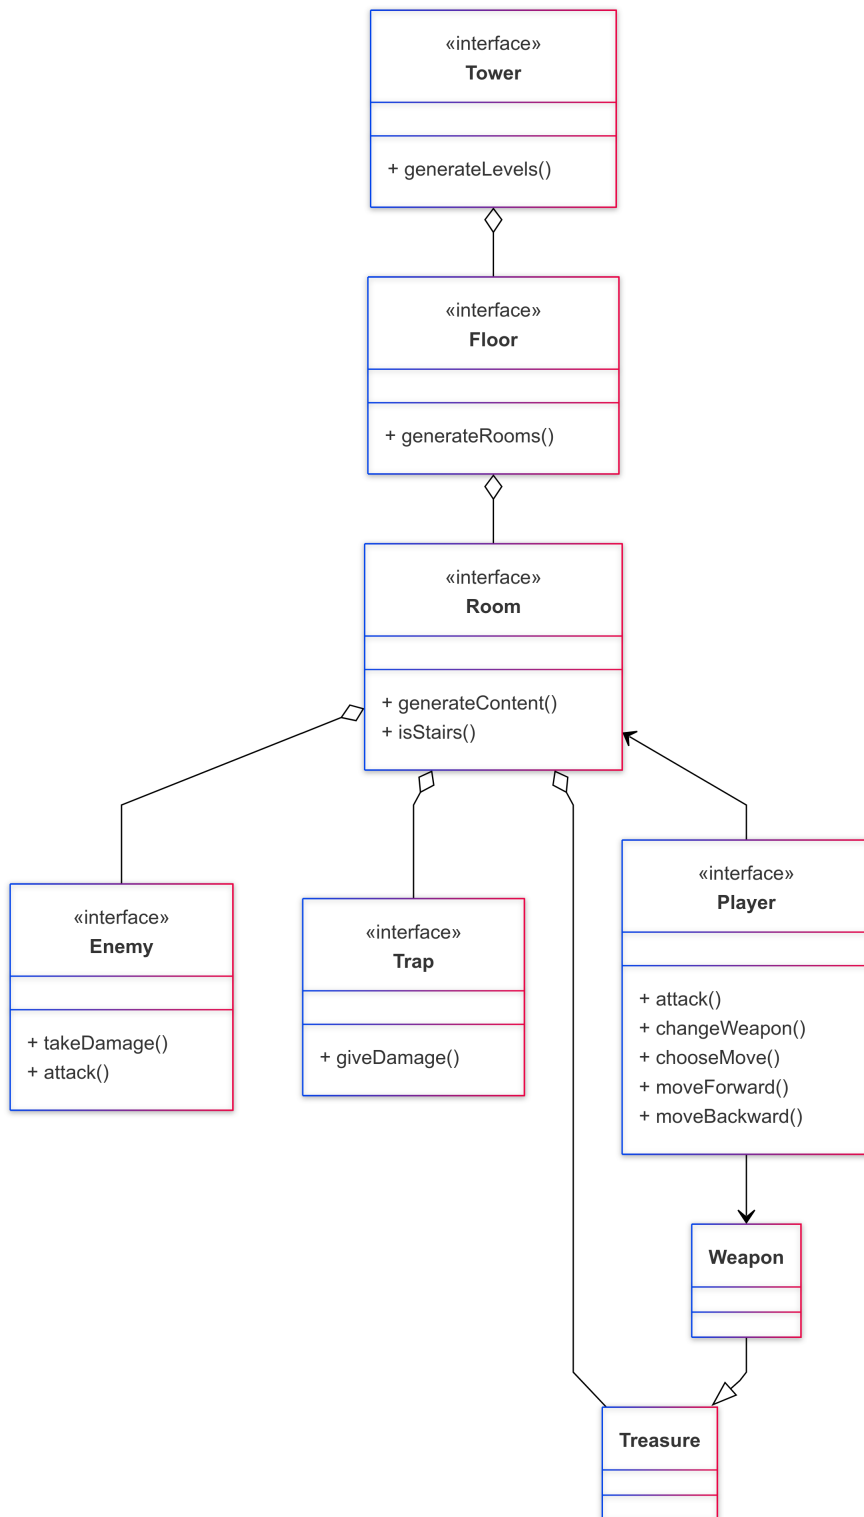 «interface»
Tower
+ generateLevels()
«interface»
Floor
+ generateRooms()
«interface»
Room
+ generateContent()
+ isStairs()
«interface»
Enemy
+ takeDamage()
+ attack()
«interface»
Trap
+ giveDamage()
«interface»
Player
+ attack()
+ changeWeapon()
+ chooseMove()
+ moveForward()
+ moveBackward()
Weapon
Treasure